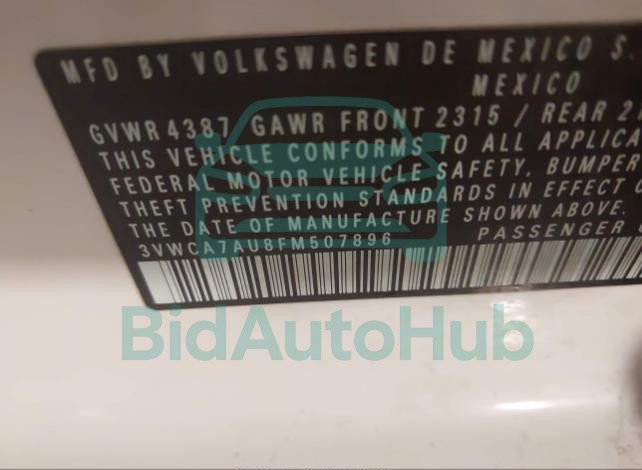 MFD BY VOLKSWAGEN DE MEXICO S.
MEXICO
GVWR 4387 GAWR FRONT 2315 / REAR
THIS VEHICLE CONFORMS TO ALL
FEDERAL MOTOR VEHICLE SAFETY, BUMPER
THEFT PREVENTION STANDARDS IN EFFECT
THE DATE OF MANUFACTURE SHOWN ABOVE.
3VWCA7AU8FM507896 PASSENGER
BidAutoHub